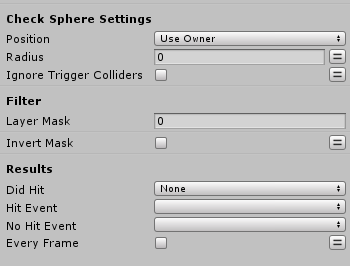 Check Sphere Settings
Position Use Owner
Radius 0
Ignore Trigger Colliders
Filter
Layer Mask 0
Invert Mask
Results
Did Hit None
Hit Event
No Hit Event
Every Frame